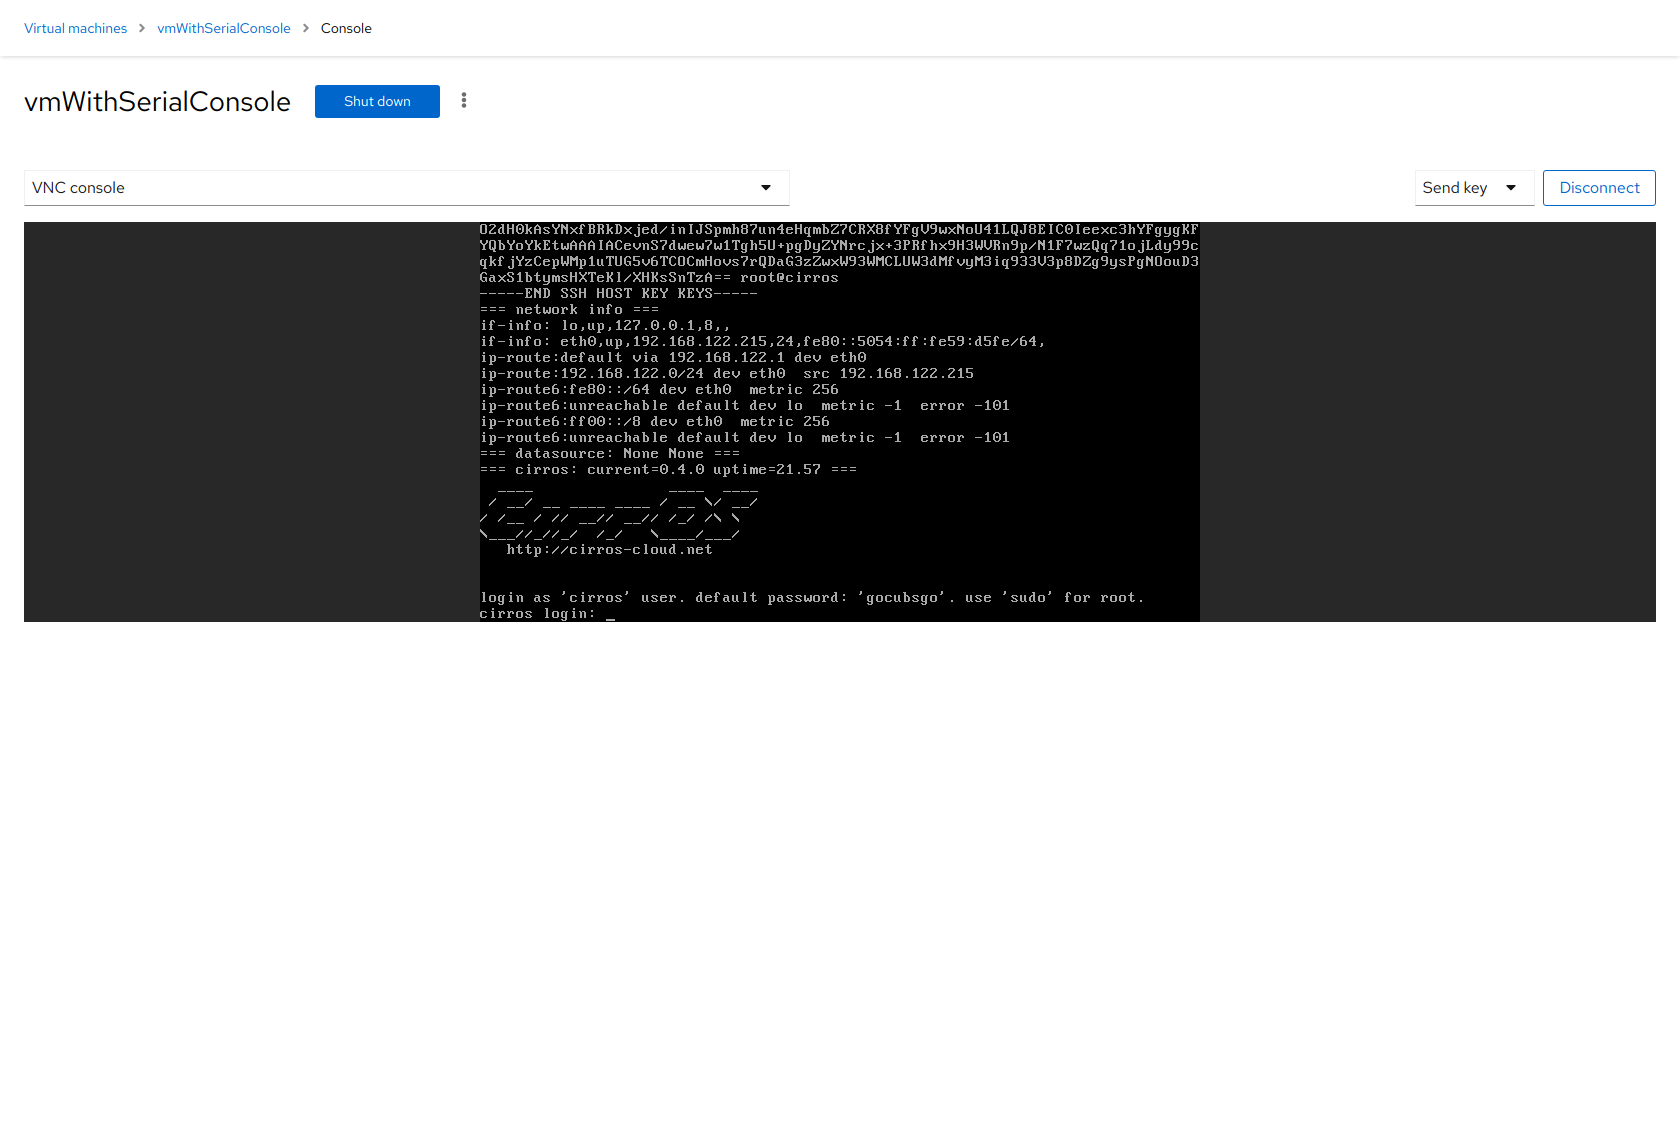 Virtual machines > vmWithSerialConsole > Console
vmWithSerialConsole Shut down
VNC console Send key Disconnect
O2dH0kAsYNxfBRkDxjed/inIJSpmh87un4eHqmbZ7CRX8fYFgV9wxNoU41LQJ8EIC0Ieexc3hYFgygKF
YQbYoYkEtwAAAIACevnS7dwew7w1Tgh5U+pgDyZYNrcjx+3PRfhx9H3WVRn9p/N1F7wzQq71ojLdy99c
qkfjYzCepWMp1uTUG5v6TCOCmHovs7rQDaG3zZwxW93WMCLUW3dMfvyM3iq933V3p8DZg9ysPgNOouD3
GaxS1btymsHXTeKl/XHKsSnTzA== root@cirros
-----END SSH HOST KEY KEYS-----
=== network info ===
if-info: lo,up,127.0.0.1,8,,
if-info: eth0,up,192.168.122.215,24,fe80::5054:ff:fe59:d5fe/64,
ip-route:default via 192.168.122.1 dev eth0
ip-route:192.168.122.0/24 dev eth0  src 192.168.122.215
ip-route6:fe80::/64 dev eth0  metric 256
ip-route6:unreachable default dev lo  metric -1  error -101
ip-route6:ff00::/8 dev eth0  metric 256
ip-route6:unreachable default dev lo  metric -1  error -101
=== datasource: None None ===
=== cirros: current=0.4.0 uptime=21.57 ===
http://cirros-cloud.net
login as 'cirros' user. default password: 'gocubsgo'. use 'sudo' for root.
cirros login: _